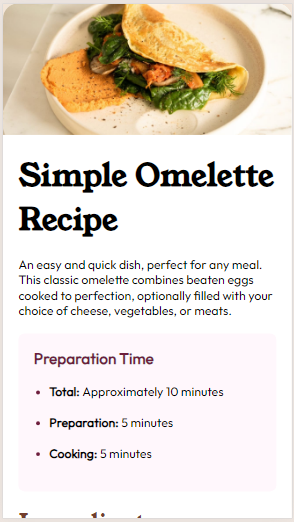 Simple Omelette
Recipe
An easy and quick dish, perfect for any meal.
This classic omelette combines beaten eggs
cooked to perfection, optionally filled with your
choice of cheese, vegetables, or meats.
Preparation Time
• Total: Approximately 10 minutes
• Preparation: 5 minutes
• Cooking: 5 minutes